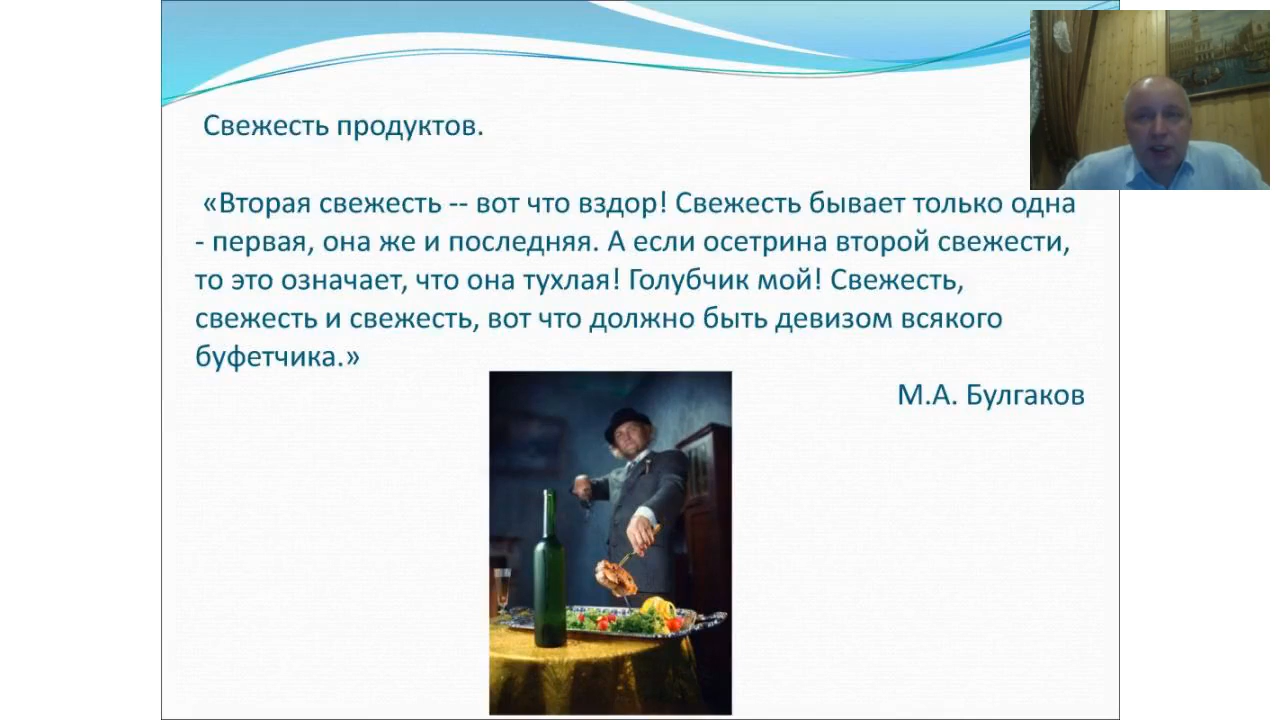 Свежесть продуктов.
«Вторая свежесть -- вот что вздор! Свежесть бывает только одна
- первая, она же и последняя. А если осетрина второй свежести,
то это означает, что она тухлая! Голубчик мой! Свежесть,
свежесть и свежесть, вот что должно быть девизом всякого
буфетчика.»
М.А. Булгаков